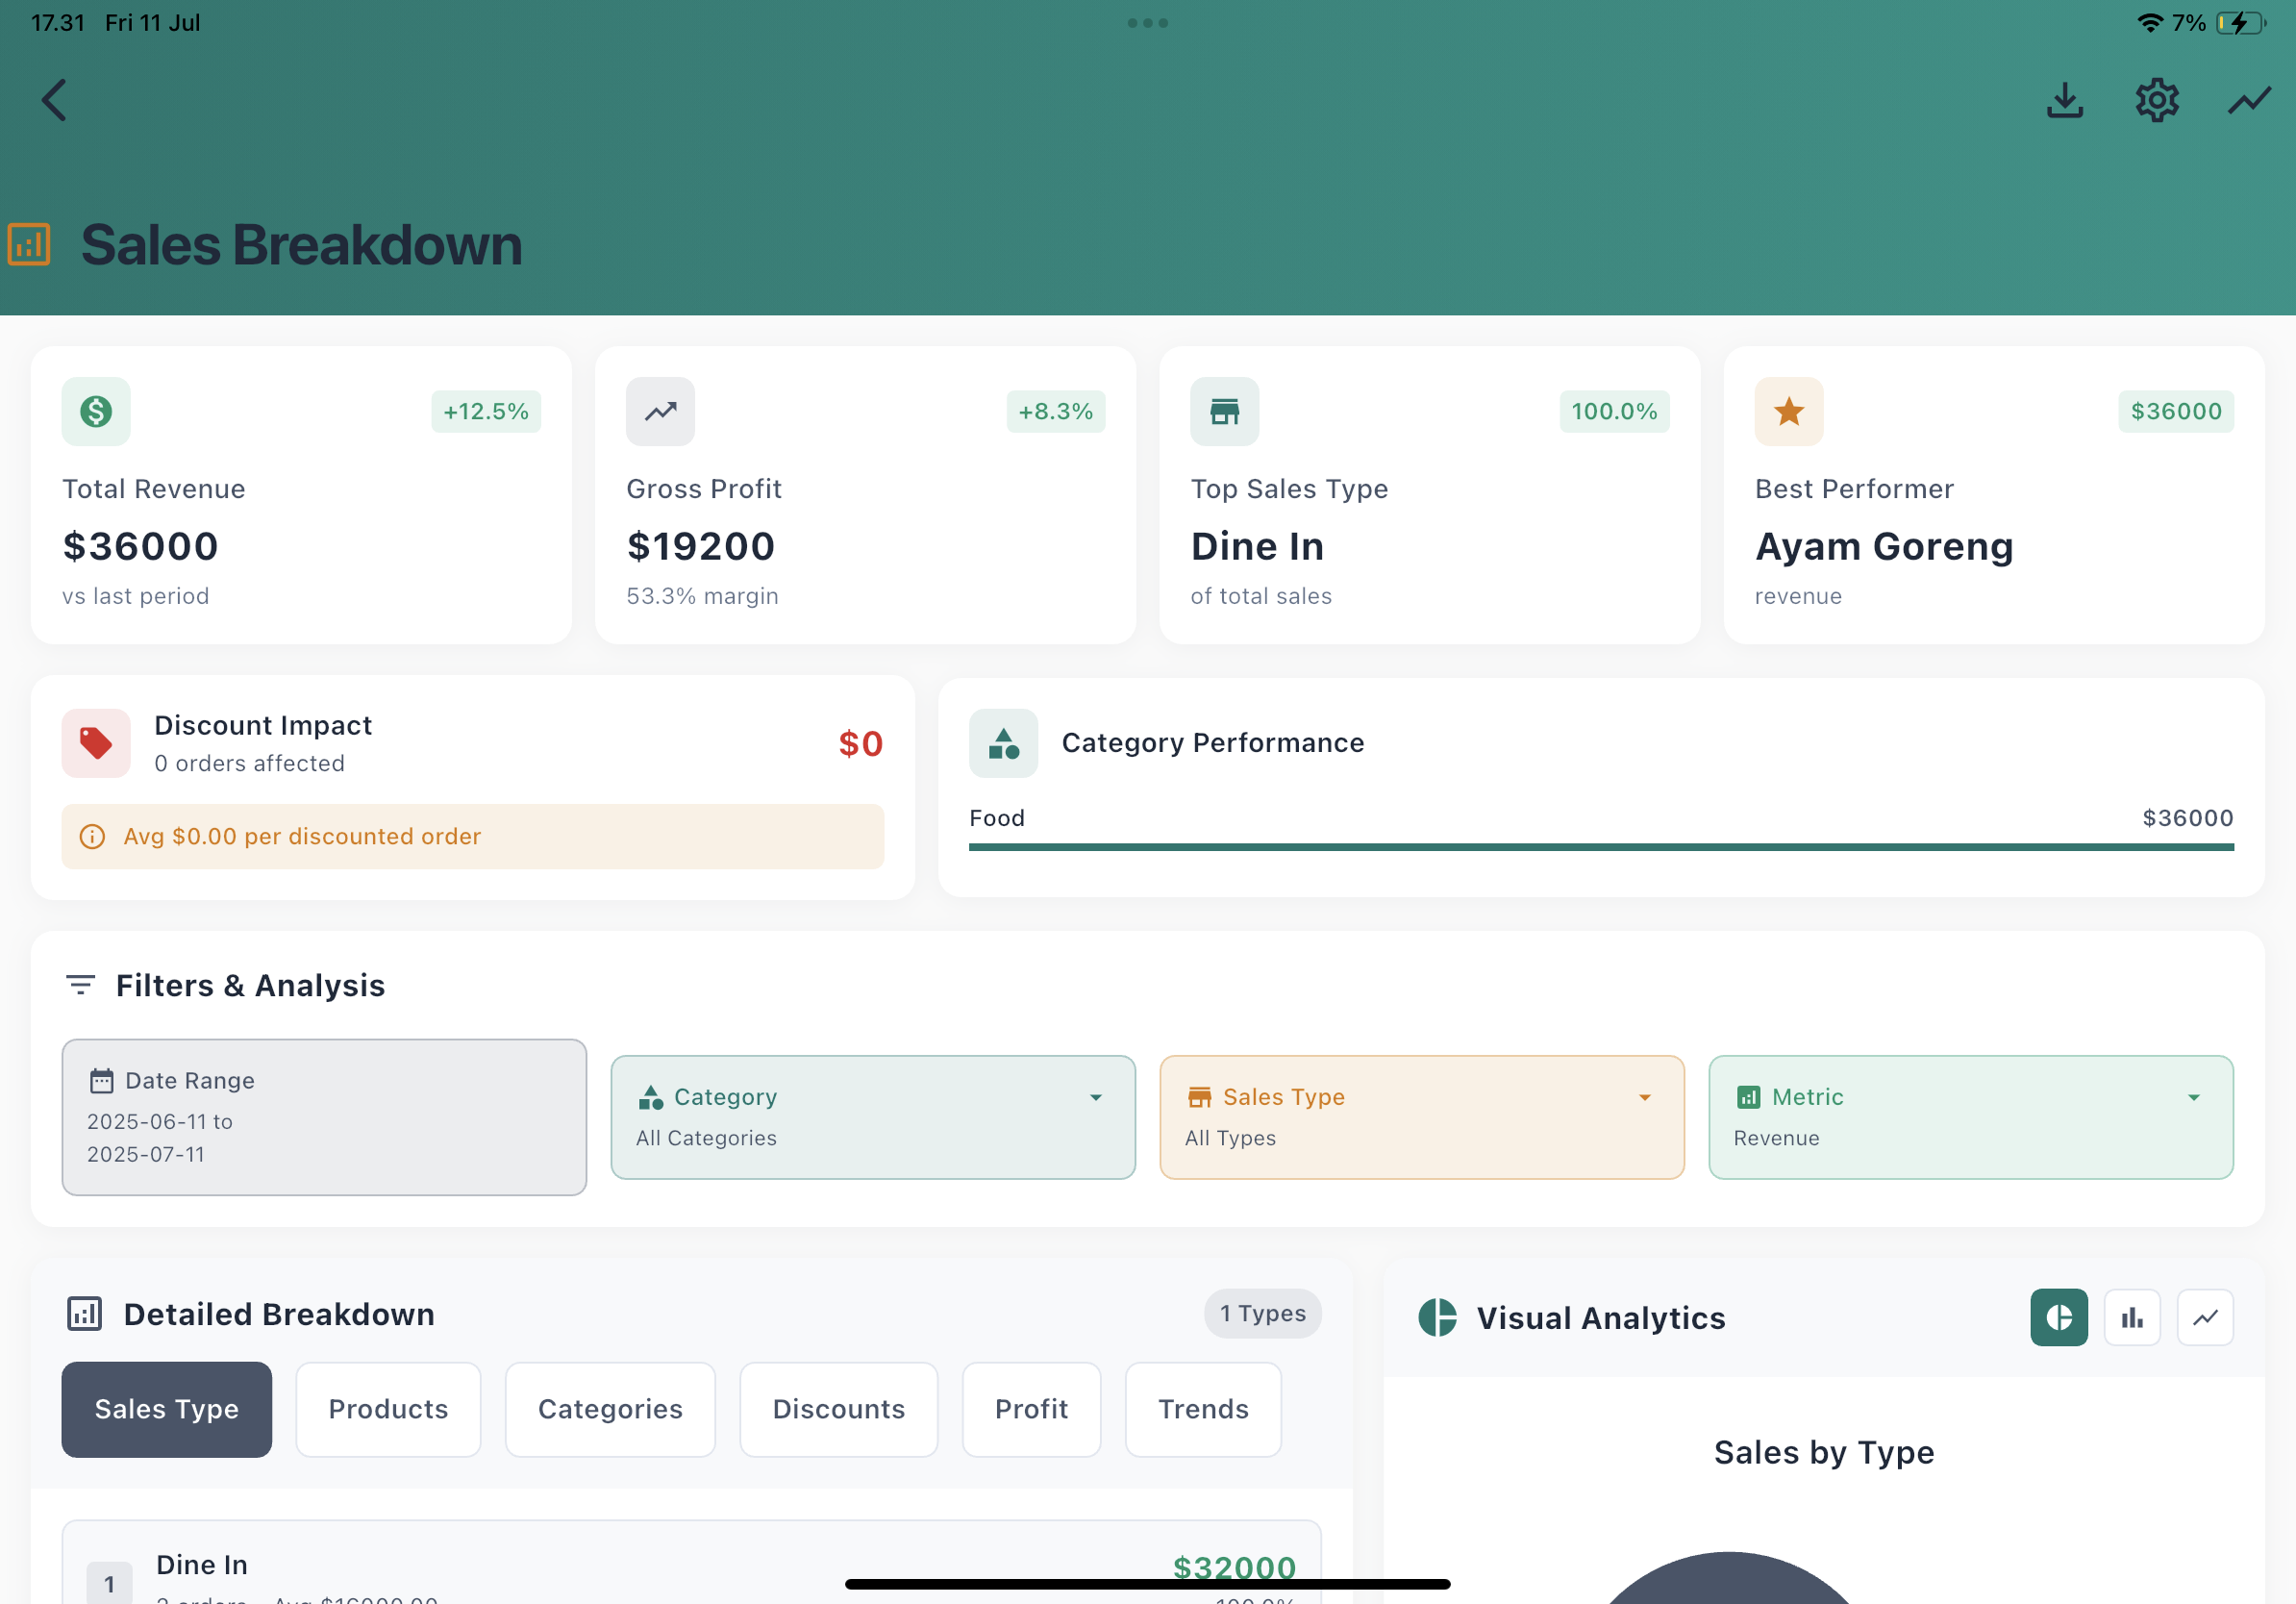 17.31 Fri 11 Jul
7%
Sales Breakdown
+12.5%
Total Revenue
$36000
vs last period
+8.3%
Gross Profit
$19200
53.3% margin
100.0%
Top Sales Type
Dine In
of total sales
$36000
Best Performer
Ayam Goreng
revenue
Discount Impact
0 orders affected
$0
Avg $0.00 per discounted order
Category Performance
Food
$36000
Filters & Analysis
Date Range
2025-06-11 to
2025-07-11
Category
All Categories
Sales Type
All Types
Metric
Revenue
Detailed Breakdown
1 Types
Sales Type
Products
Categories
Discounts
Profit
Trends
1
Dine In
$32000
Visual Analytics
Sales by Type